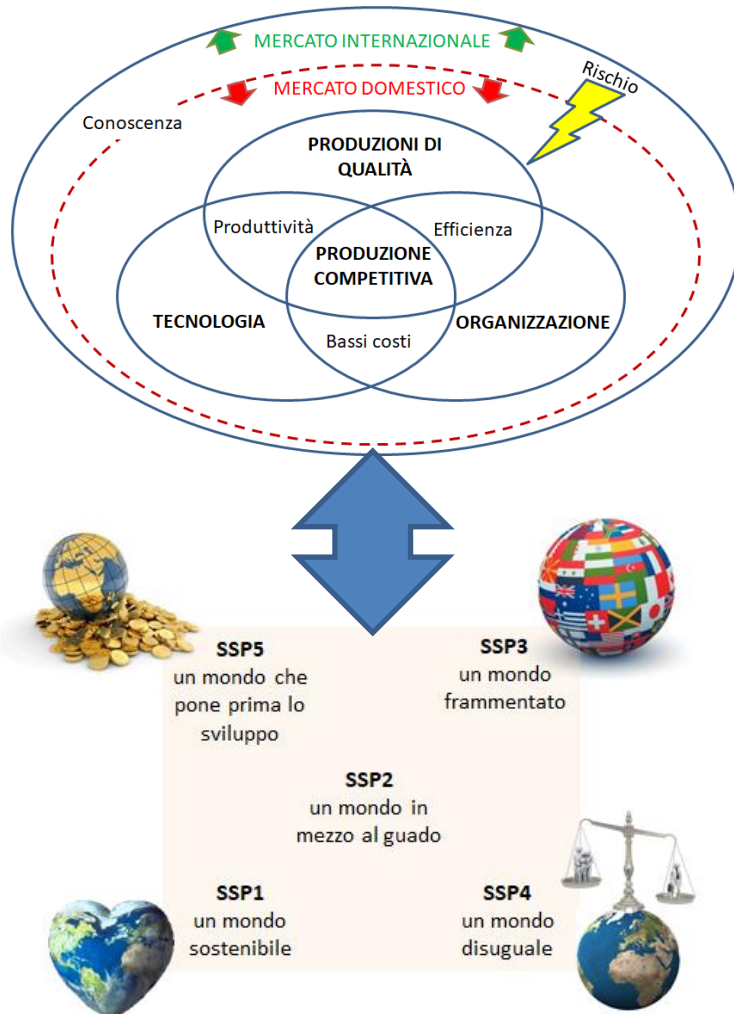 MERCATO INTERNAZIONALE
Rischio
MERCATO DOMESTICO
Conoscenza
PRODUZIONI DI
QUALITÀ
Produttività
Efficienza
PRODUZIONE
COMPETITIVA
TECNOLOGIA
ORGANIZZAZIONE
Bassi costi
SSP5
un mondo che
pone prima lo
sviluppo
SSP3
un mondo
frammentato
SSP2
un mondo in
mezzo al guado
SSP1
un mondo
sostenibile
SSP4
un mondo
disuguale